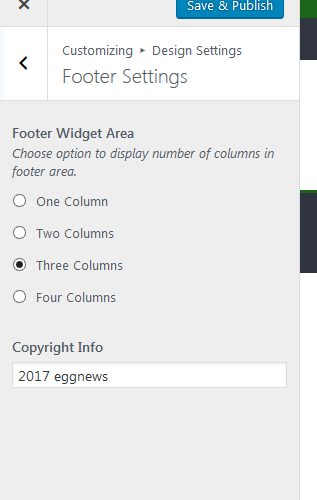 Save & Publish
Customizing ▸ Design Settings
Footer Settings
Footer Widget Area
Choose option to display number of columns in
footer area.
One Column
Two Columns
Three Columns
Four Columns
Copyright Info
2017 eggnews